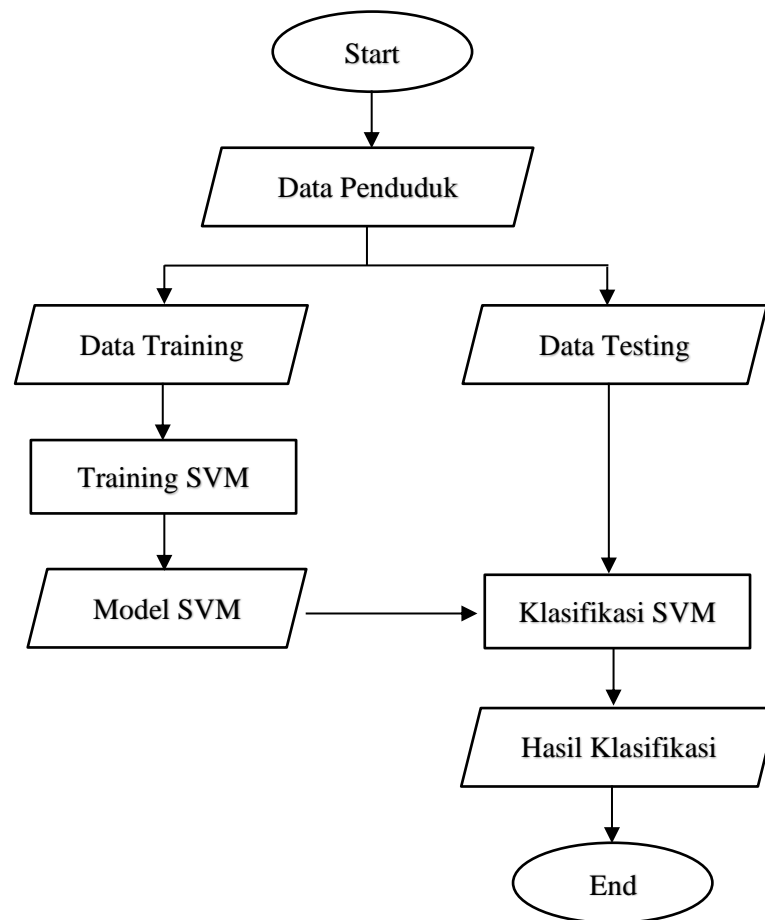 Start
Data Penduduk
Data Training
Data Testing
Training SVM
Model SVM
Klasifikasi SVM
Hasil Klasifikasi
End